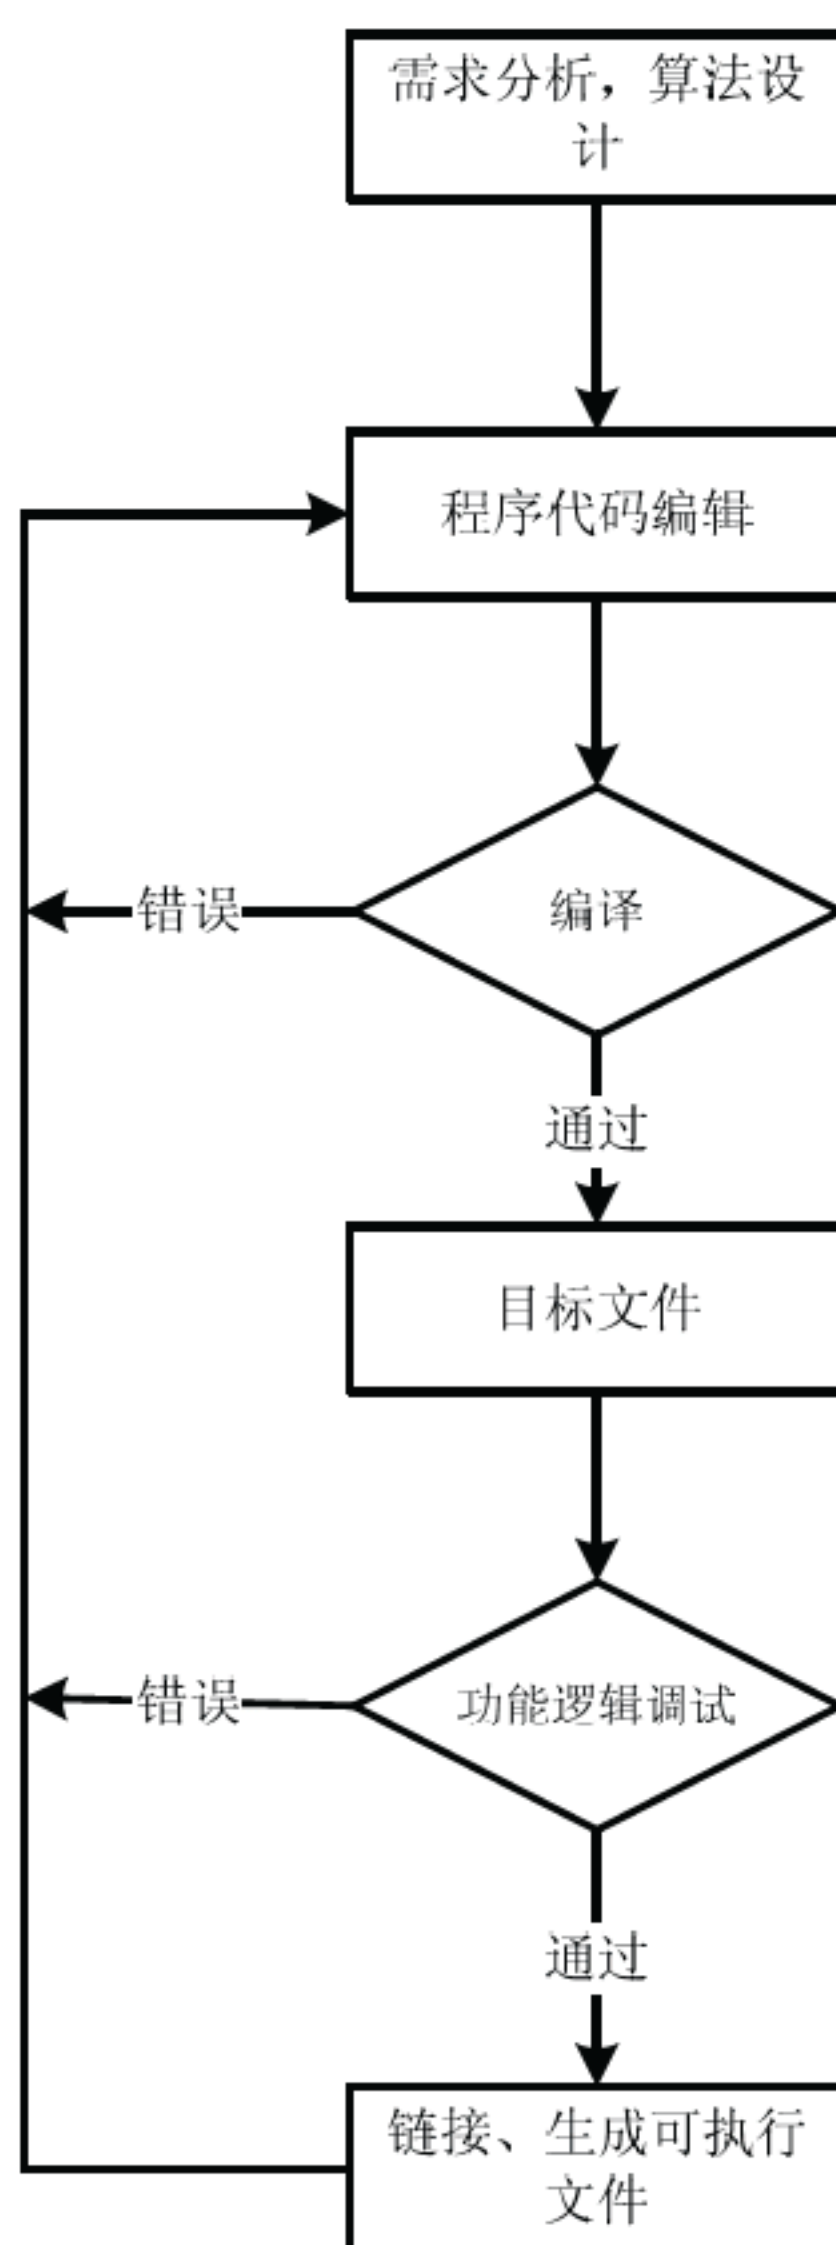 需求分析，算法设
计
程序代码编辑
错误
编译
通过
目标文件
错误
功能逻辑调试
通过
链接、生成可执行
文件